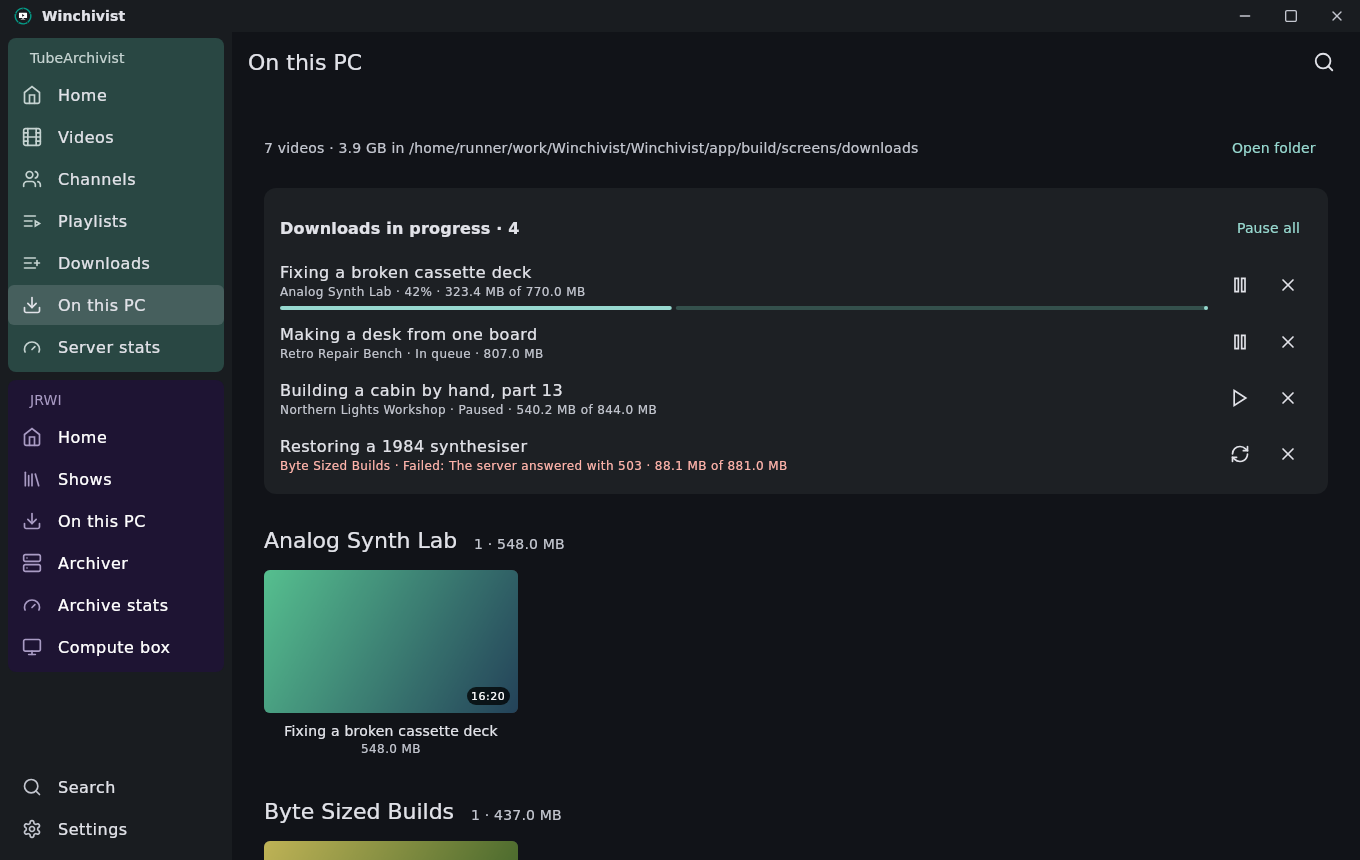 Winchivist
TubeArchivist
Home
Videos
Channels
Playlists
Downloads
On this PC
Server stats
JRWI
Home
Shows
On this PC
Archiver
Archive stats
Compute box
Search
Settings
On this PC
7 videos · 3.9 GB in /home/runner/work/Winchivist/Winchivist/app/build/screens/downloads
Open folder
Downloads in progress · 4
Pause all
Fixing a broken cassette deck
Analog Synth Lab · 42% · 323.4 MB of 770.0 MB
Making a desk from one board
Retro Repair Bench · In queue · 807.0 MB
Building a cabin by hand, part 13
Northern Lights Workshop · Paused · 540.2 MB of 844.0 MB
Restoring a 1984 synthesiser
Byte Sized Builds · Failed: The server answered with 503 · 88.1 MB of 881.0 MB
Analog Synth Lab 1 · 548.0 MB
16:20
Fixing a broken cassette deck
548.0 MB
Byte Sized Builds 1 · 437.0 MB